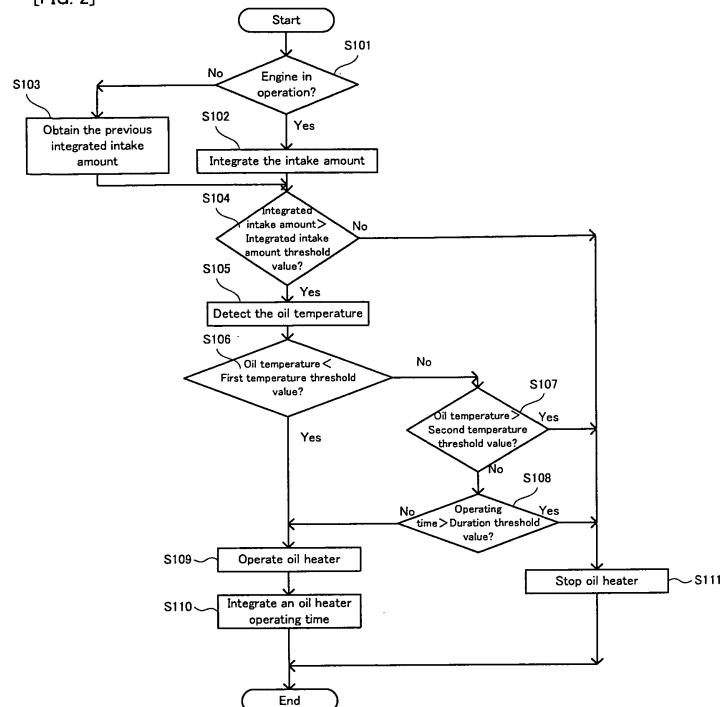 [FIG. 2]
Start
S101
Engine in
operation?
No
Yes
S103
Obtain the previous
integrated intake
amount
S102
Integrate the intake amount
S104
Integrated
intake amount>
Integrated intake
amount threshold
value?
No
Yes
S105
Detect the oil temperature
S106
Oil temperature<
First temperature threshold
value?
No
Yes
S107
Oil temperature>
Second temperature
threshold value?
Yes
No
S108
Operating
time>Duration threshold
value?
No
Yes
S109
Operate oil heater
S111
Stop oil heater
S110
Integrate an oil heater
operating time
End